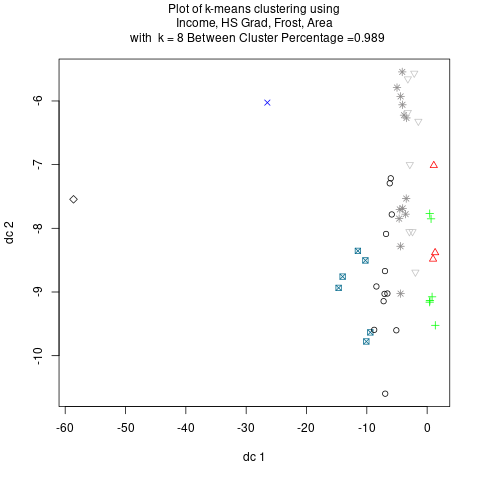 Plot of k-means clustering using
Income, HS Grad, Frost, Area
with k = 8 Between Cluster Percentage =0.989
-6
-7
-8
-9
-10
dc 2
-60 -50 -40 -30 -20 -10 0
dc 1